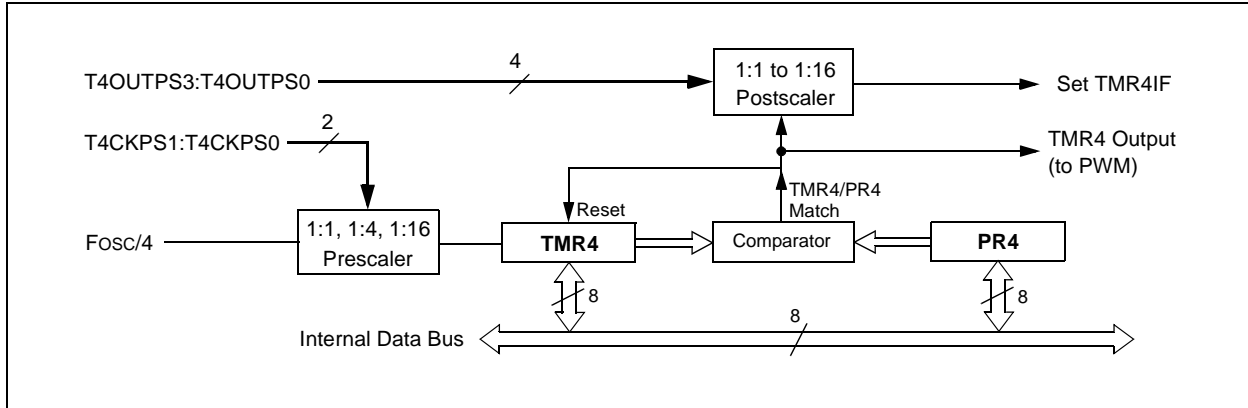 T4OUTPS3:T4OUTPS0
4
1:1 to 1:16
Postscaler
Set TMR4IF
T4CKPS1:T4CKPS0
2
TMR4 Output
(to PWM)
TMR4/PR4
Match
Reset
FOSC/4
1:1, 1:4, 1:16
Prescaler
TMR4
Comparator
PR4
8
8
8
Internal Data Bus